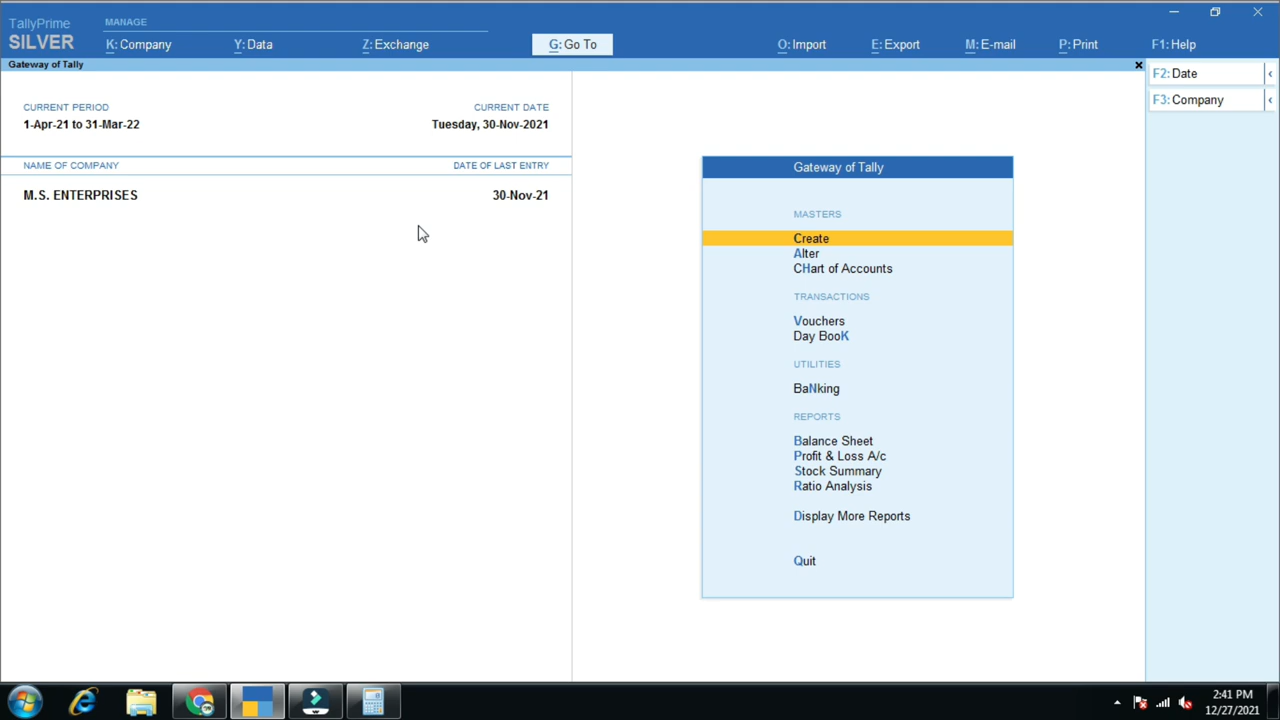 TallyPrime
SILVER
MANAGE
K: Company
Y: Data
Z: Exchange
G: Go To
O: Import
E: Export
M: E-mail
P: Print
F1: Help
Gateway of Tally
F2: Date
F3: Company
CURRENT PERIOD
CURRENT DATE
1-Apr-21 to 31-Mar-22
Tuesday, 30-Nov-2021
NAME OF COMPANY
DATE OF LAST ENTRY
M.S. ENTERPRISES
30-Nov-21
Gateway of Tally
MASTERS
Create
Alter
CHart of Accounts
TRANSACTIONS
Vouchers
Day BooK
UTILITIES
BaNking
REPORTS
Balance Sheet
Profit & Loss A/c
Stock Summary
Ratio Analysis
Display More Reports
Quit
2:41 PM
12/27/2021